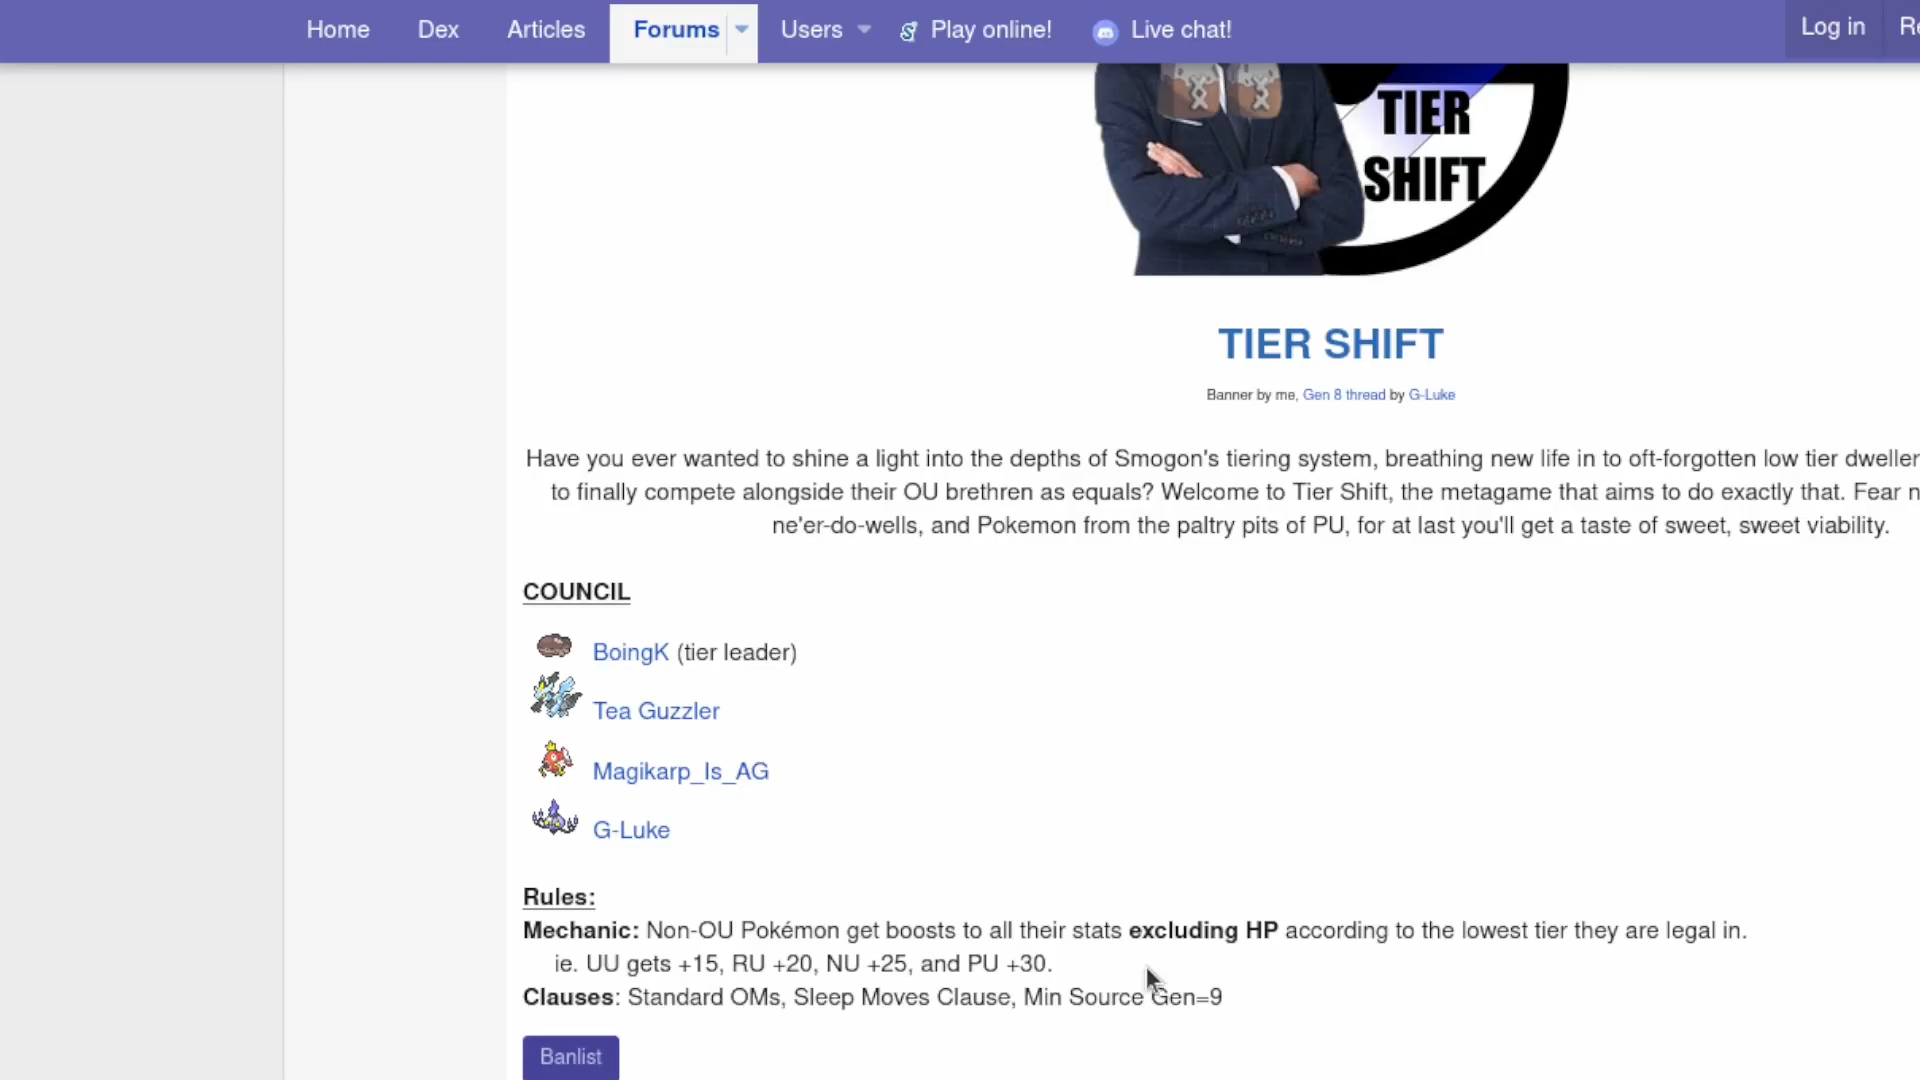 Home Dex Articles Forums Users Play online! Live chat! Log in
TIER
SHIFT
TIER SHIFT
Banner by me, Gen 8 thread by G-Luke
Have you ever wanted to shine a light into the depths of Smogon's tiering system, breathing new life in to oft-forgotten low tier dweller
to finally compete alongside their OU brethren as equals? Welcome to Tier Shift, the metagame that aims to do exactly that. Fear n
ne'er-do-wells, and Pokemon from the paltry pits of PU, for at last you'll get a taste of sweet, sweet viability.
COUNCIL
BoingK (tier leader)
Tea Guzzler
Magikarp_Is_AG
G-Luke
Rules:
Mechanic: Non-OU Pokémon get boosts to all their stats excluding HP according to the lowest tier they are legal in.
ie. UU gets +15, RU +20, NU +25, and PU +30.
Clauses: Standard OMs, Sleep Moves Clause, Min Source Gen=9
Banlist